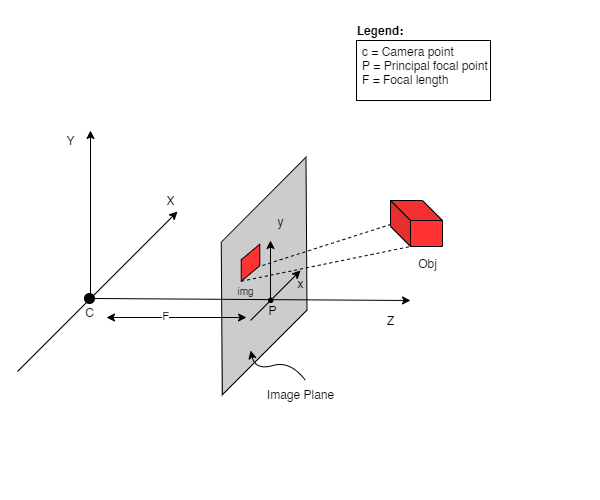 Legend:
c = Camera point
P = Principal focal point
F = Focal length
Y
X
y
Obj
x
img
C
F
P
Z
Image Plane